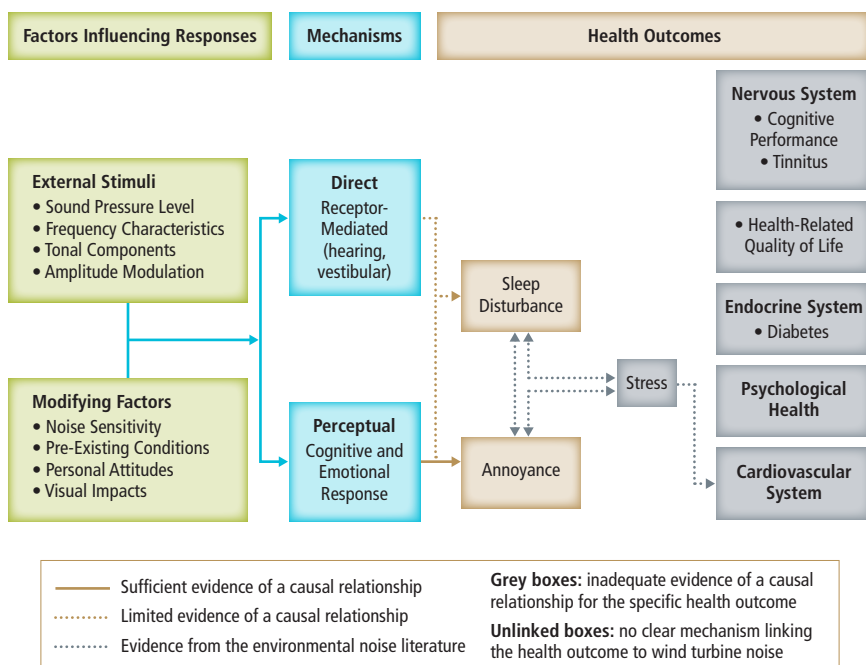 Factors Influencing Responses
Mechanisms
Health Outcomes
External Stimuli
• Sound Pressure Level
• Frequency Characteristics
• Tonal Components
• Amplitude Modulation
Modifying Factors
• Noise Sensitivity
• Pre-Existing Conditions
• Personal Attitudes
• Visual Impacts
Direct
Receptor-
Mediated
(hearing,
vestibular)
Perceptual
Cognitive and
Emotional
Response
Sleep
Disturbance
Annoyance
Stress
Nervous System
• Cognitive
Performance
• Tinnitus
• Health-Related
Quality of Life
Endocrine System
• Diabetes
Psychological
Health
Cardiovascular
System
Sufficient evidence of a causal relationship
Limited evidence of a causal relationship
Evidence from the environmental noise literature
Grey boxes: inadequate evidence of a causal
relationship for the specific health outcome
Unlinked boxes: no clear mechanism linking
the health outcome to wind turbine noise